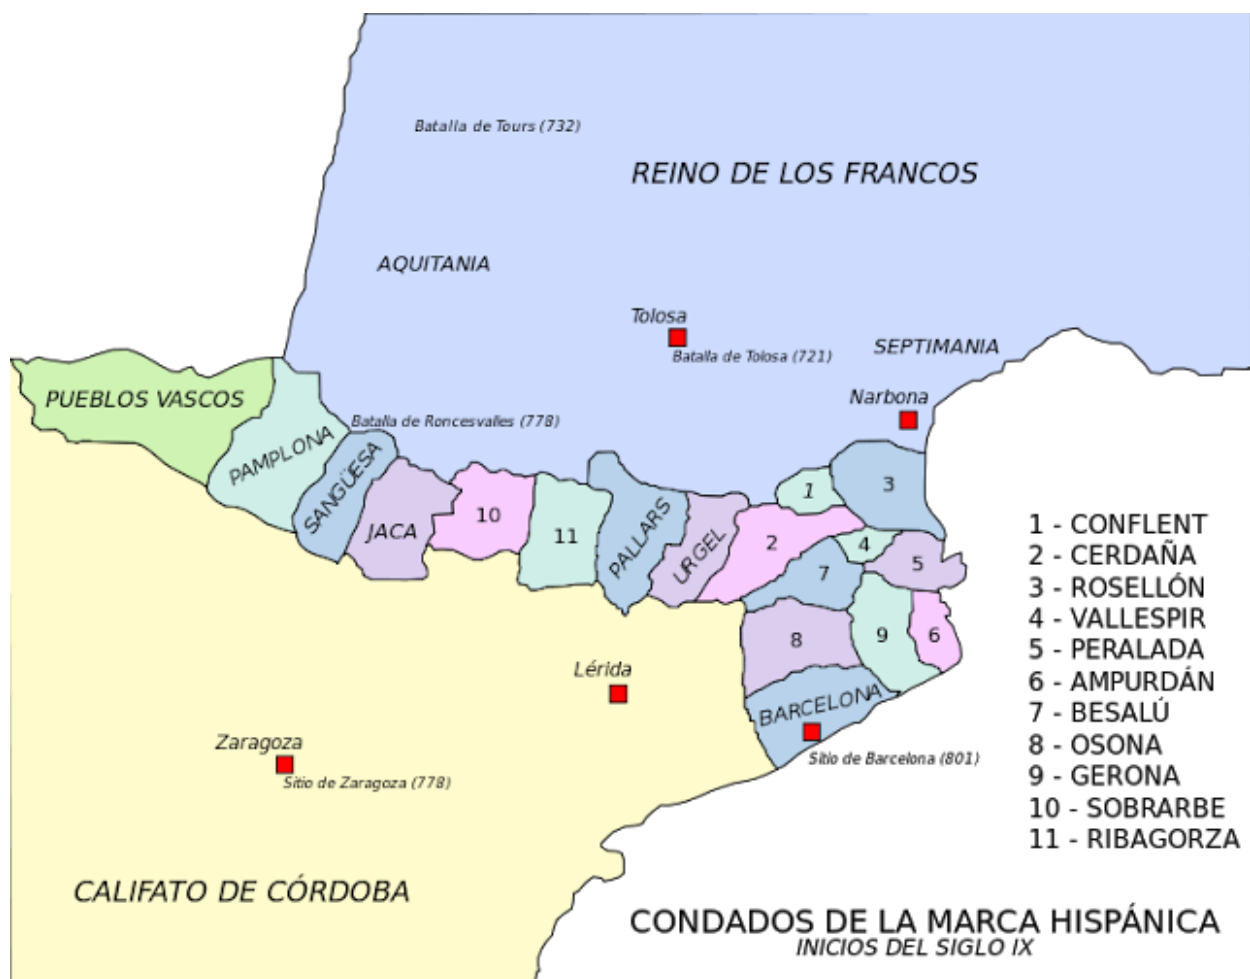 Batalla de Tours (732)
REINO DE LOS FRANCOS
AQUITANIA
Tolosa
Batalla de Tolosa (721)
SEPTIMANIA
Narbona
PUEBLOS VASCOS
Batalla de Roncesvalles (778)
PAMPLONA
SANGÜESA
JACA
10
11
PALLARS
URGEL
2
1
3
4
5
7
8
9
6
BARCELONA
Sitio de Barcelona (801)
Lérida
Zaragoza
Sitio de Zaragoza (778)
CALIFATO DE CÓRDOBA
1 - CONFLENT
2 - CERDAÑA
3 - ROSELLÓN
4 - VALLESPIR
5 - PERALADA
6 - AMPURDÁN
7 - BESALÚ
8 - OSONA
9 - GERONA
10 - SOBRARBE
11 - RIBAGORZA
CONDADOS DE LA MARCA HISPÁNICA
INICIOS DEL SIGLO IX